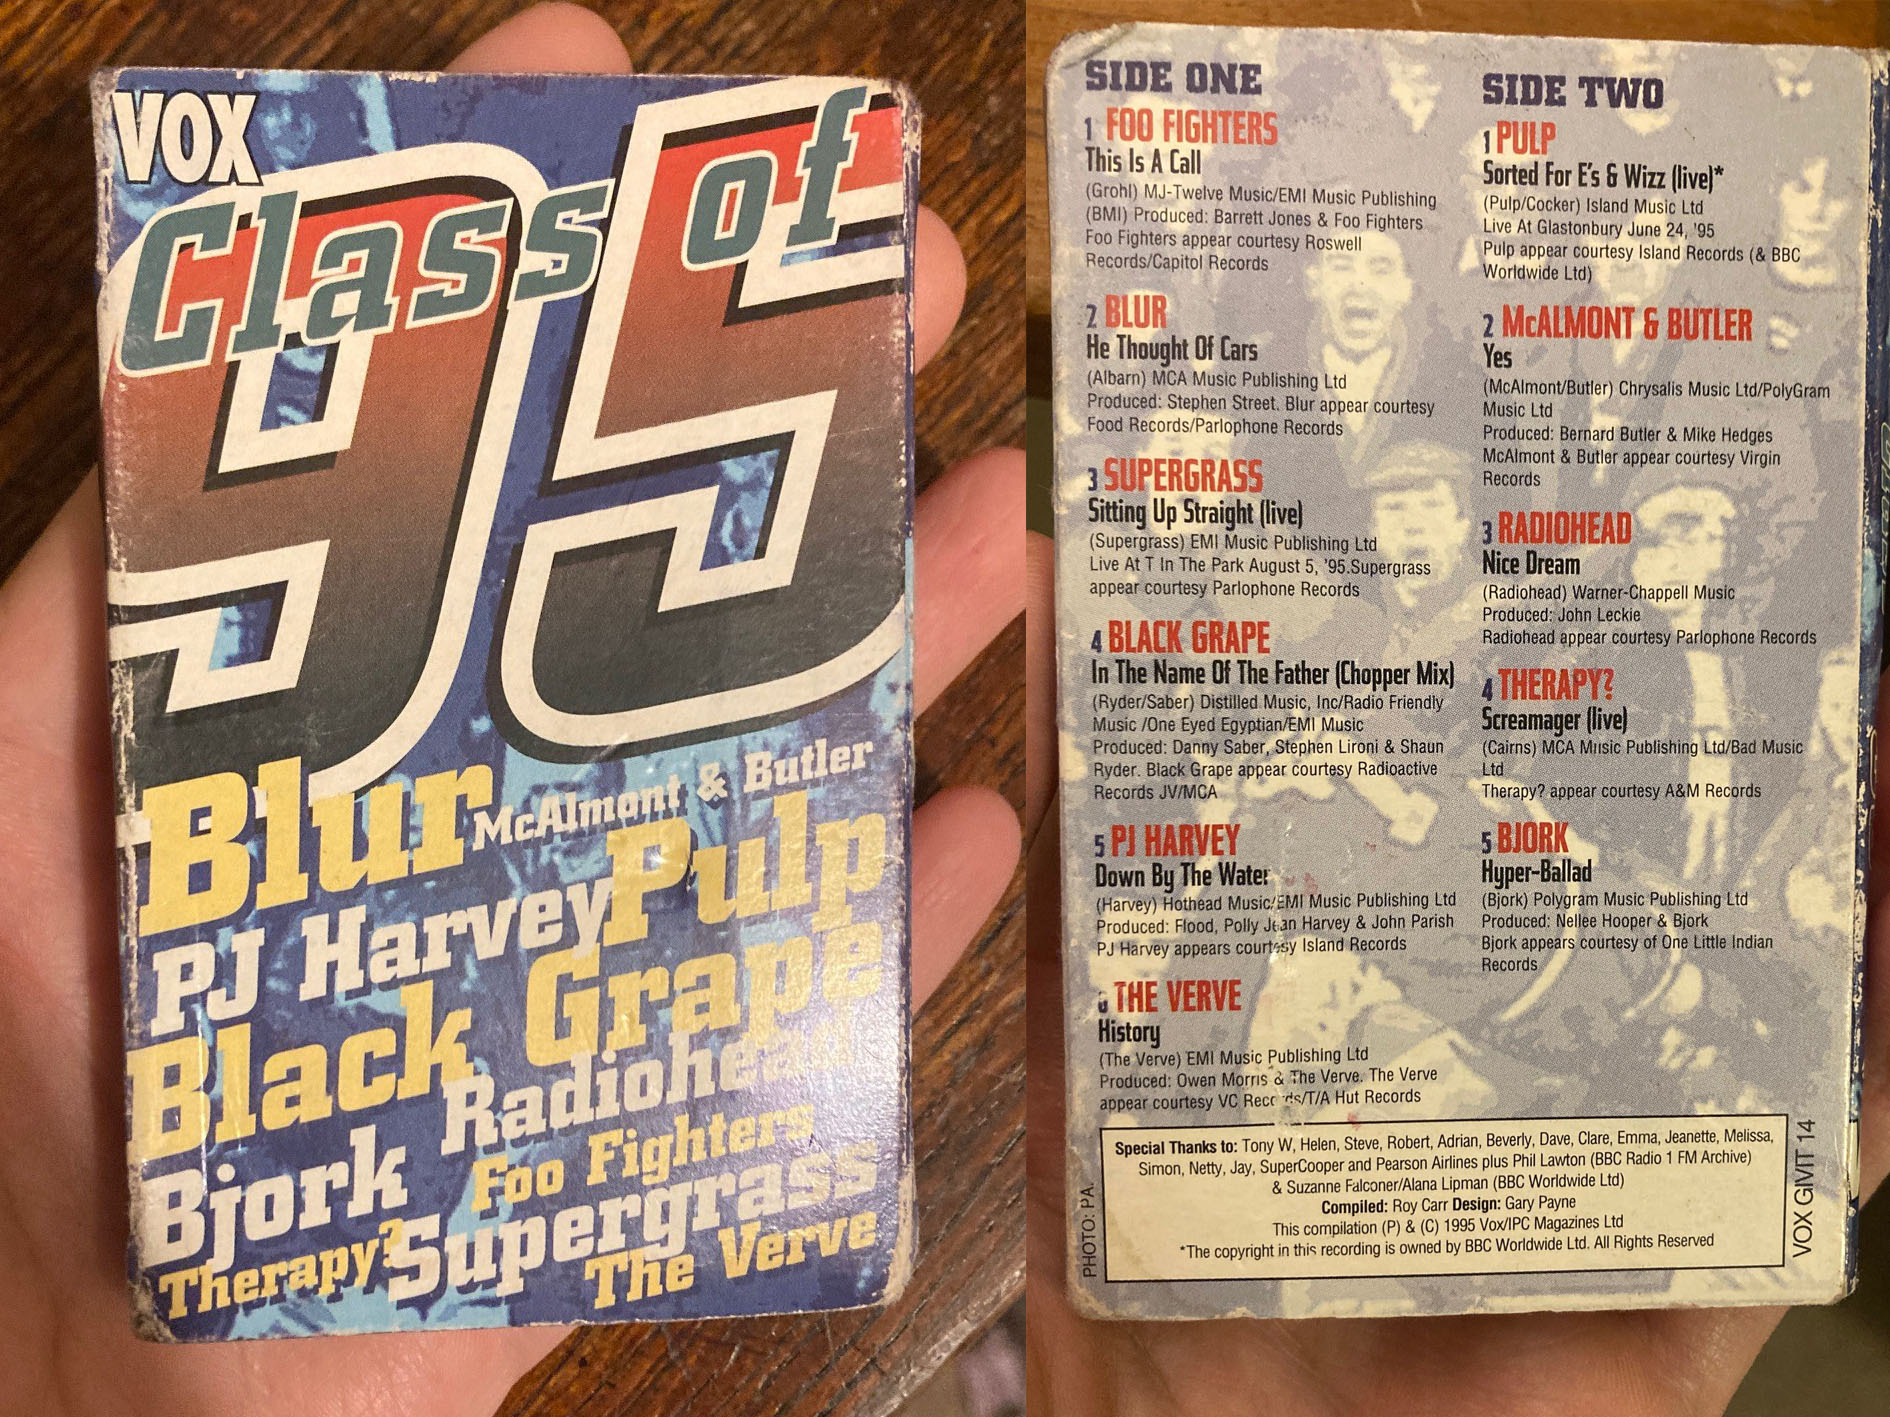 VOX
Class of
95
Blur
McAlmont & Butler
Pulp
PJ Harvey
Black Grape
Radiohead
Bjork
Foo Fighters
Therapy?
Supergrass
The Verve
SIDE ONE
1 FOO FIGHTERS
This Is A Call
(Grohl) MJ-Twelve Music/EMI Music Publishing
(BMI) Produced: Barrett Jones & Foo Fighters
Foo Fighters appear courtesy Roswell
Records/Capitol Records
2 BLUR
He Thought Of Cars
(Albarn) MCA Music Publishing Ltd
Produced: Stephen Street. Blur appear courtesy
Food Records/Parlophone Records
3 SUPERGRASS
Sitting Up Straight (live)
(Supergrass) EMI Music Publishing Ltd
Live At T In The Park August 5, '95.Supergrass
appear courtesy Parlophone Records
4 BLACK GRAPE
In The Name Of The Father (Chopper Mix)
(Ryder/Saber) Distilled Music, Inc/Radio Friendly
Music /One Eyed Egyptian/EMI Music
Produced: Danny Saber, Stephen Lironi & Shaun
Ryder. Black Grape appear courtesy Radioactive
Records JV/MCA
5 PJ HARVEY
Down By The Water
(Harvey) Hothead Music/EMI Music Publishing Ltd
Produced: Flood, Polly Jean Harvey & John Parish
PJ Harvey appears courtesy Island Records
6 THE VERVE
History
(The Verve) EMI Music Publishing Ltd
Produced: Owen Morris & The Verve. The Verve
appear courtesy VC Records/T/A Hut Records
SIDE TWO
1 PULP
Sorted For E's & Wizz (live)*
(Pulp/Cocker) Island Music Ltd
Live At Glastonbury June 24, '95
Pulp appear courtesy Island Records (& BBC
Worldwide Ltd)
2 McALMONT & BUTLER
Yes
(McAlmont/Butler) Chrysalis Music Ltd/PolyGram
Music Ltd
Produced: Bernard Butler & Mike Hedges
McAlmont & Butler appear courtesy Virgin
Records
3 RADIOHEAD
Nice Dream
(Radiohead) Warner-Chappell Music
Produced: John Leckie
Radiohead appear courtesy Parlophone Records
4 THERAPY?
Screamager (live)
(Cairns) MCA Music Publishing Ltd/Bad Music
Ltd
Therapy? appear courtesy A&M Records
5 BJORK
Hyper-Ballad
(Bjork) Polygram Music Publishing Ltd
Produced: Nellee Hooper & Bjork
Bjork appears courtesy of One Little Indian
Records
Special Thanks to: Tony W, Helen, Steve, Robert, Adrian, Beverly, Dave, Clare, Emma, Jeanette, Melissa,
Simon, Netty, Jay, SuperCooper and Pearson Airlines plus Phil Lawton (BBC Radio 1 FM Archive)
& Suzanne Falconer/Alana Lipman (BBC Worldwide Ltd)
Compiled: Roy Carr Design: Gary Payne
This compilation (P) & (C) 1995 Vox/IPC Magazines Ltd
*The copyright in this recording is owned by BBC Worldwide Ltd. All Rights Reserved
PHOTO: PA.
VOX GIVIT 14